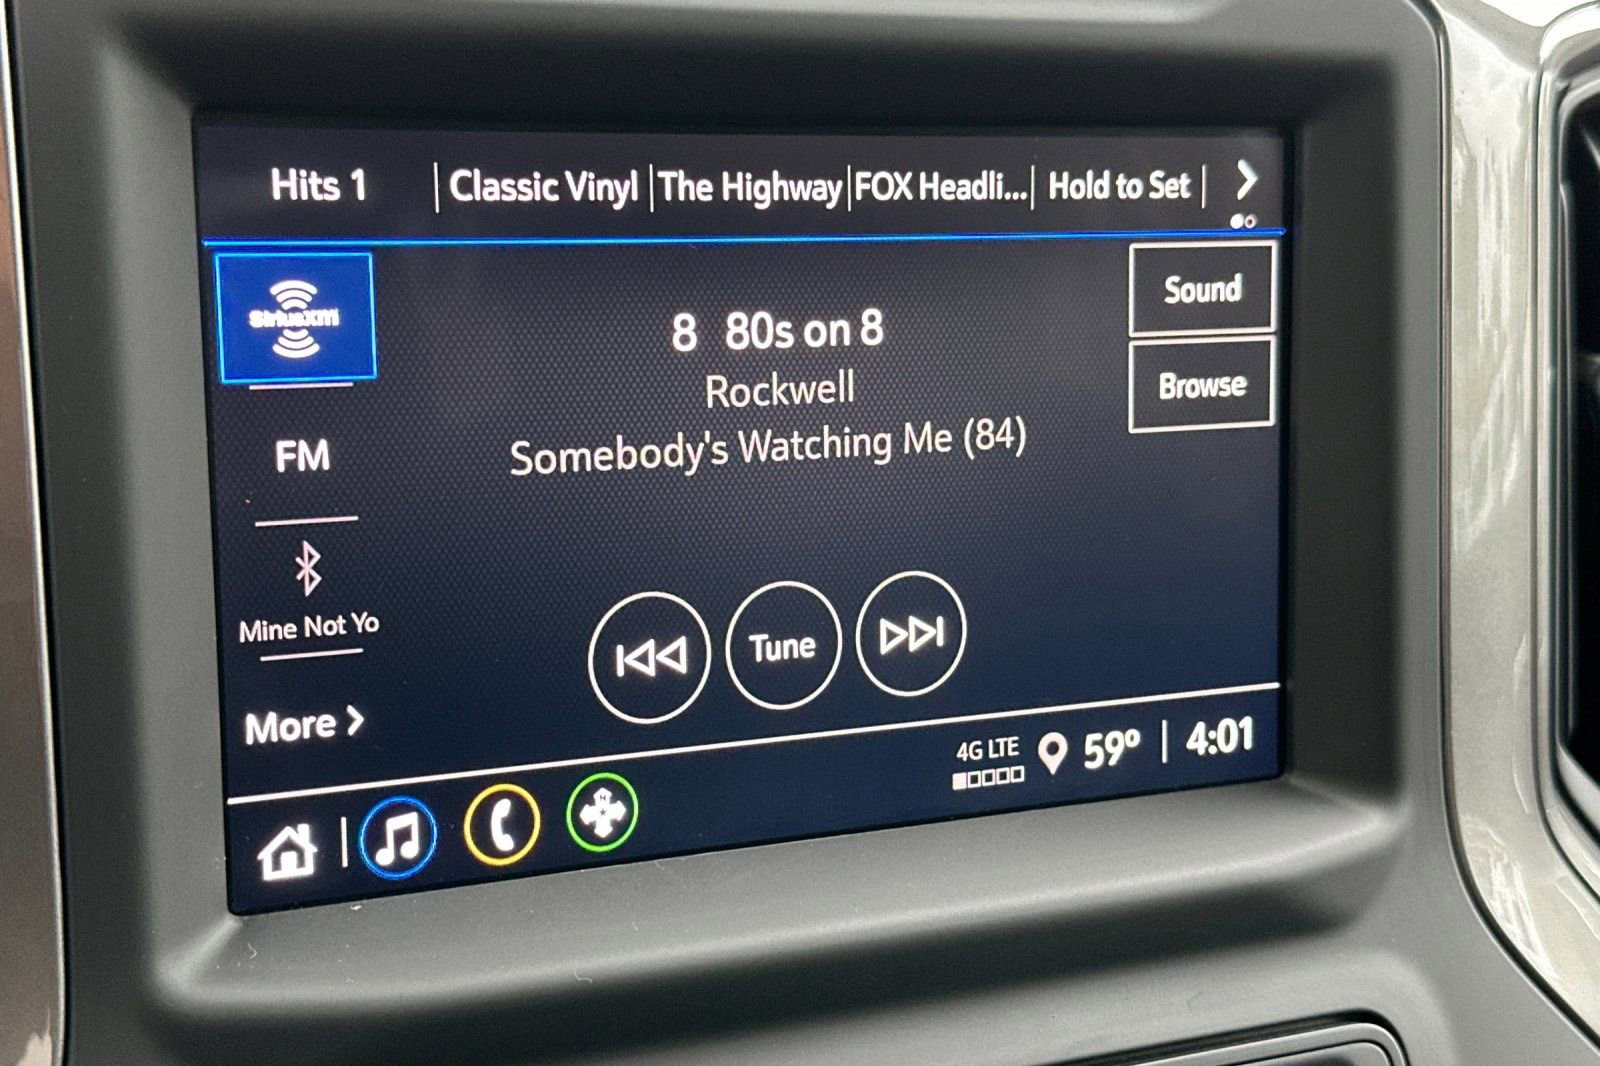 Hits 1 | Classic Vinyl | The Highway | FOX Headli... | Hold to Set |
SiriusXM
8 80s on 8
Rockwell
Somebody's Watching Me (84)
Sound
Browse
FM
Mine Not Yo
More
Tune
4G LTE
59° | 4:01
N